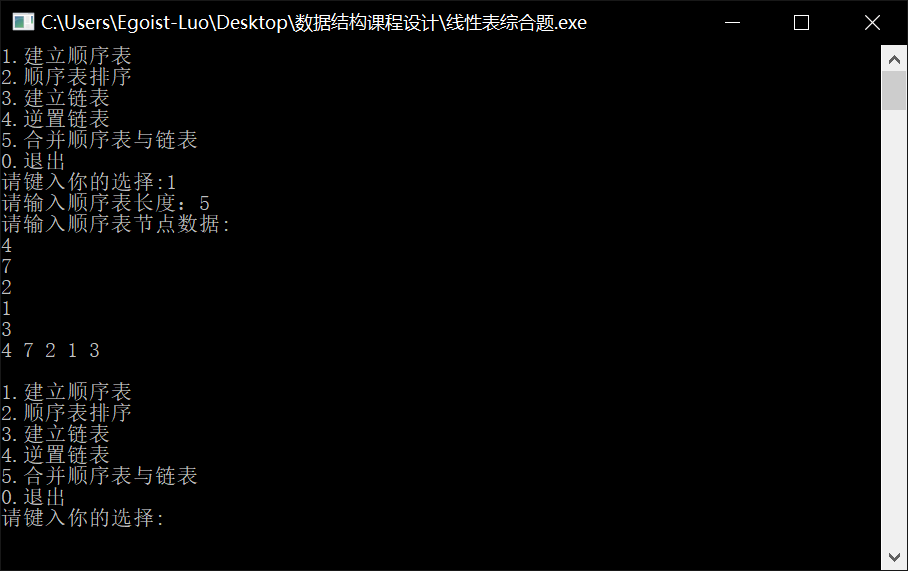 C:\Users\Egoist-Luo\Desktop\数据结构课程设计\线性表综合题.exe
1.建立顺序表
2.顺序表排序
3.建立链表
4.逆置链表
5.合并顺序表与链表
0.退出
请键入你的选择:1
请输入顺序表长度：5
请输入顺序表节点数据:
4
7
2
1
3
4 7 2 1 3
1.建立顺序表
2.顺序表排序
3.建立链表
4.逆置链表
5.合并顺序表与链表
0.退出
请键入你的选择: